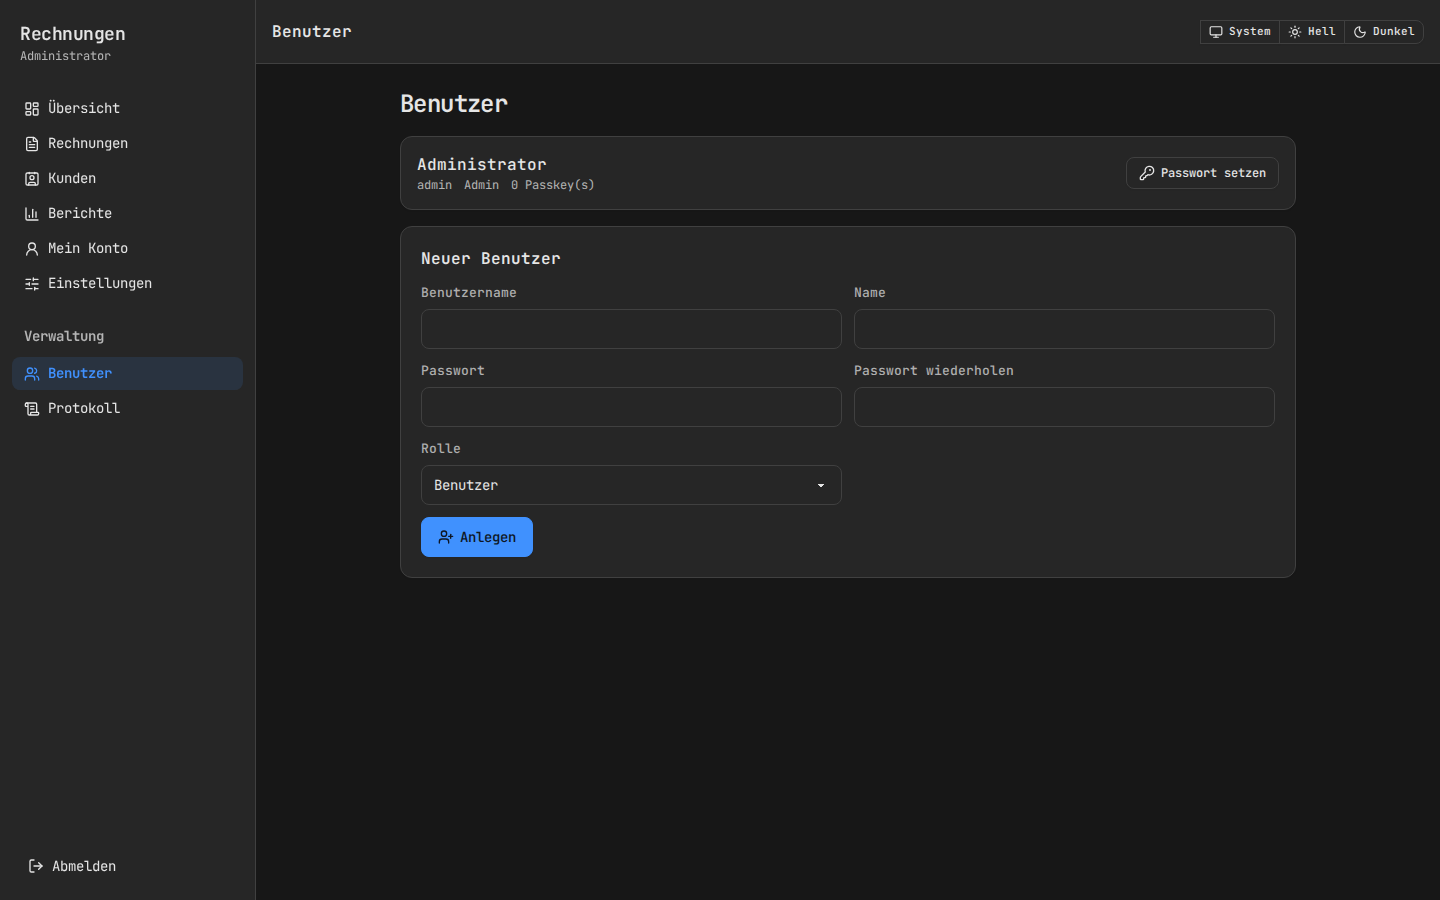 Rechnungen
Administrator
Übersicht
Rechnungen
Kunden
Berichte
Mein Konto
Einstellungen
Verwaltung
Benutzer
Protokoll
Abmelden
Benutzer
System Hell Dunkel
Benutzer
Administrator
admin Admin 0 Passkey(s)
Passwort setzen
Neuer Benutzer
Benutzername Name
Passwort Passwort wiederholen
Rolle
Benutzer
Anlegen